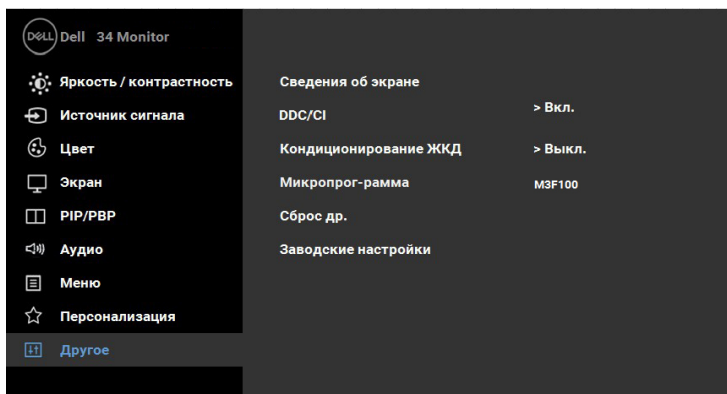 DELL Dell 34 Monitor
Яркость / контрастность
Источник сигнала
Цвет
Экран
PIP/PBP
Аудио
Меню
Персонализация
Другое
Сведения об экране
DDC/CI > Вкл.
Кондиционирование ЖКД > Выкл.
Микропрог-рамма M3F100
Сброс др.
Заводские настройки